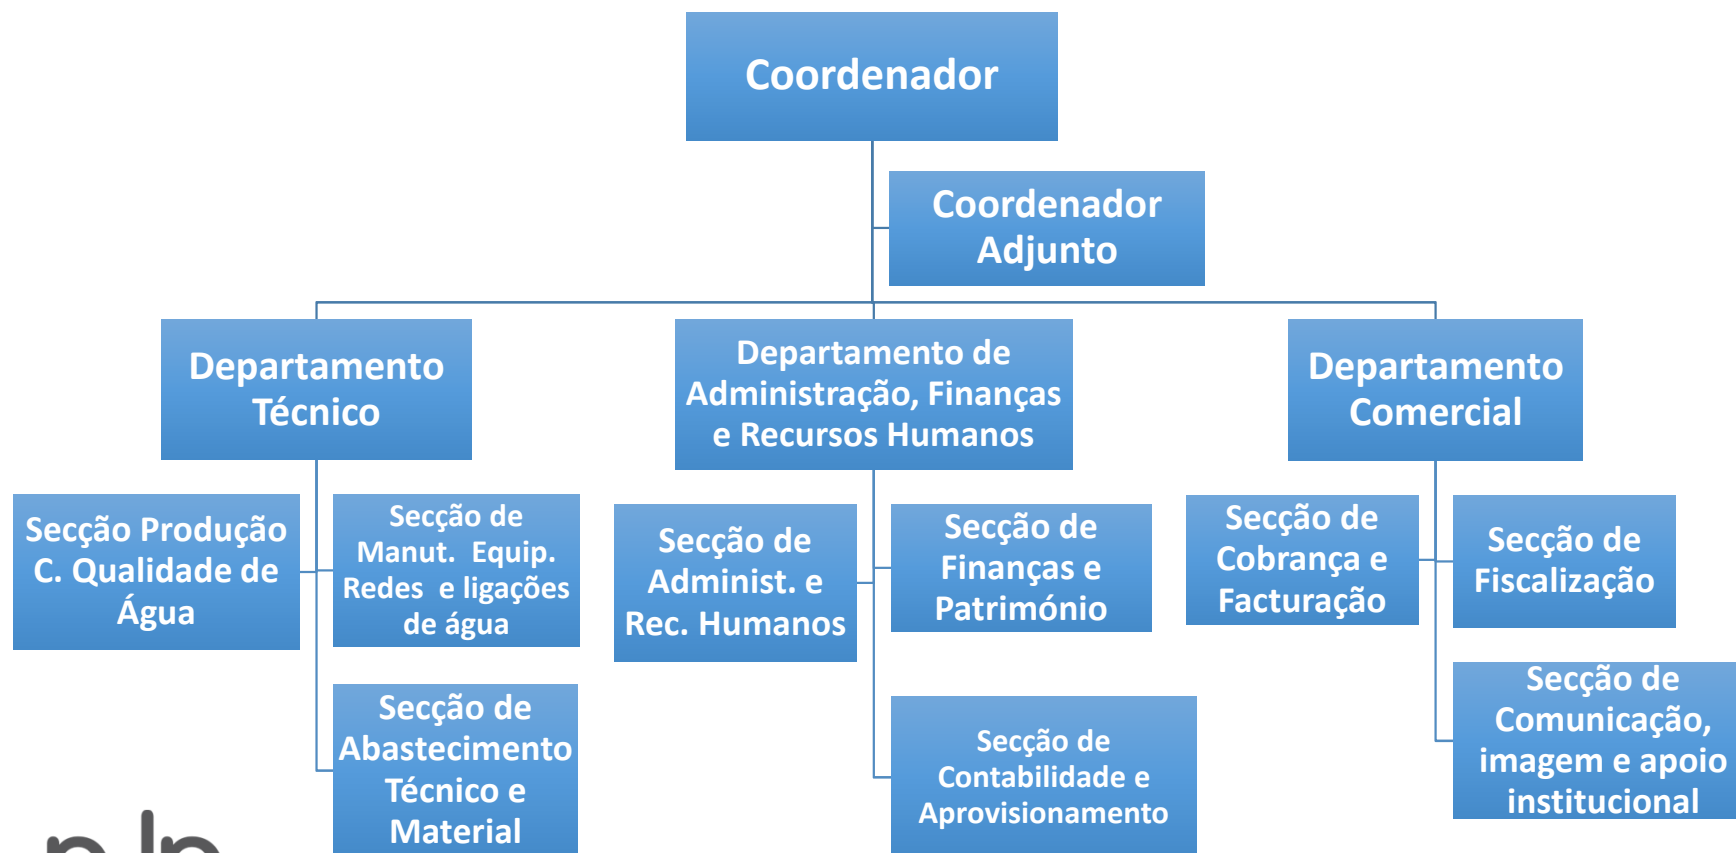 Coordenador
Coordenador
Adjunto
Departamento
Técnico
Departamento de
Administração, Finanças
e Recursos Humanos
Departamento
Comercial
Secção Produção
C. Qualidade de
Água
Secção de
Manut. Equip.
Redes e ligações
de água
Secção de
Administ. e
Rec. Humanos
Secção de
Finanças e
Património
Secção de
Cobrança e
Facturação
Secção de
Fiscalização
Secção de
Abastecimento
Técnico e
Material
Secção de
Contabilidade e
Aprovisionamento
Secção de
Comunicação,
imagem e apoio
institucional